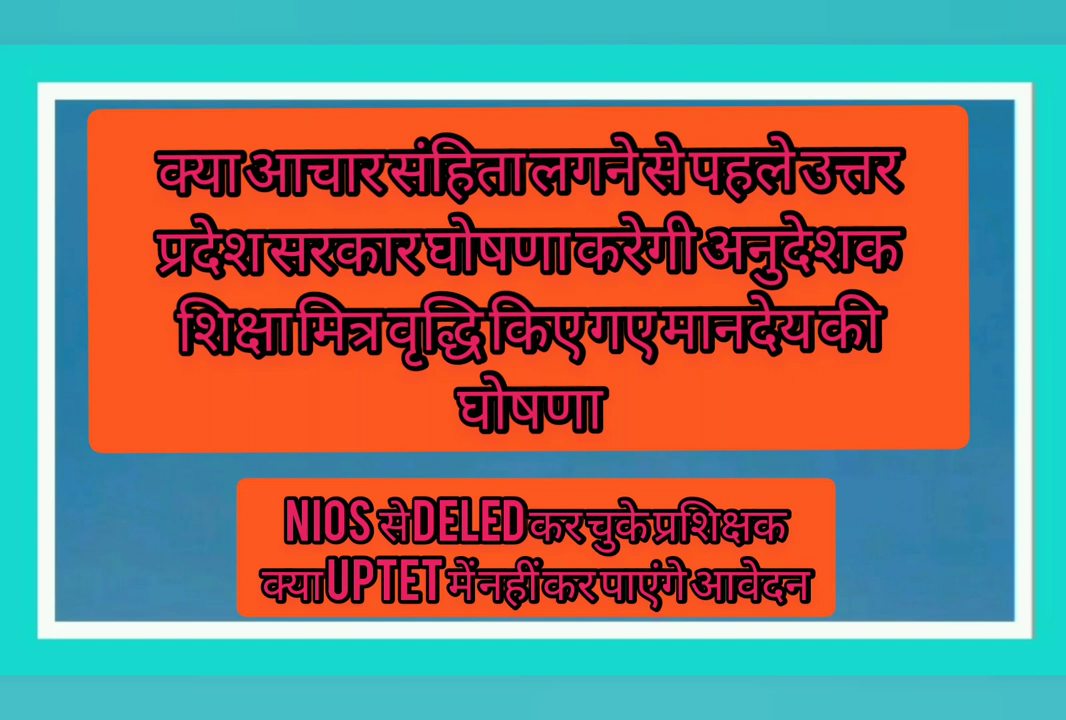 क्या आचार संहिता लगने से पहले उत्तर
प्रदेश सरकार घोषणा करेगी अनुदेशक
शिक्षा मित्र वृद्धि किए गए मानदेय की
घोषणा
NIOS से DELED कर चुके प्रशिक्षक
क्या UPTET में नहीं कर पाएंगे आवेदन